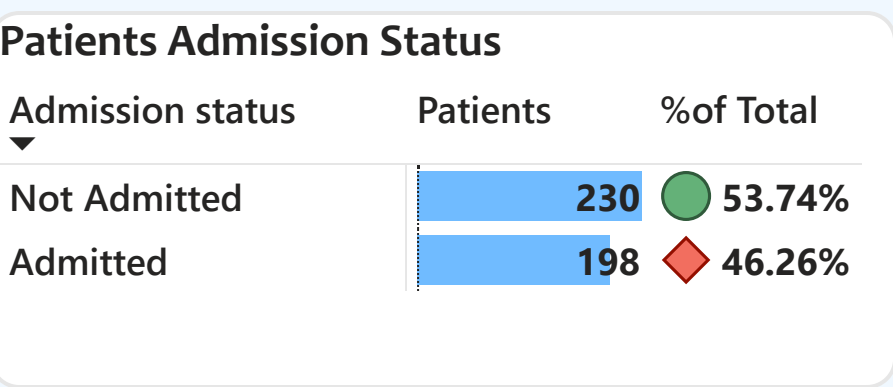 Patients Admission Status
Admission status Patients %of Total
Not Admitted 230 53.74%
Admitted 198 46.26%